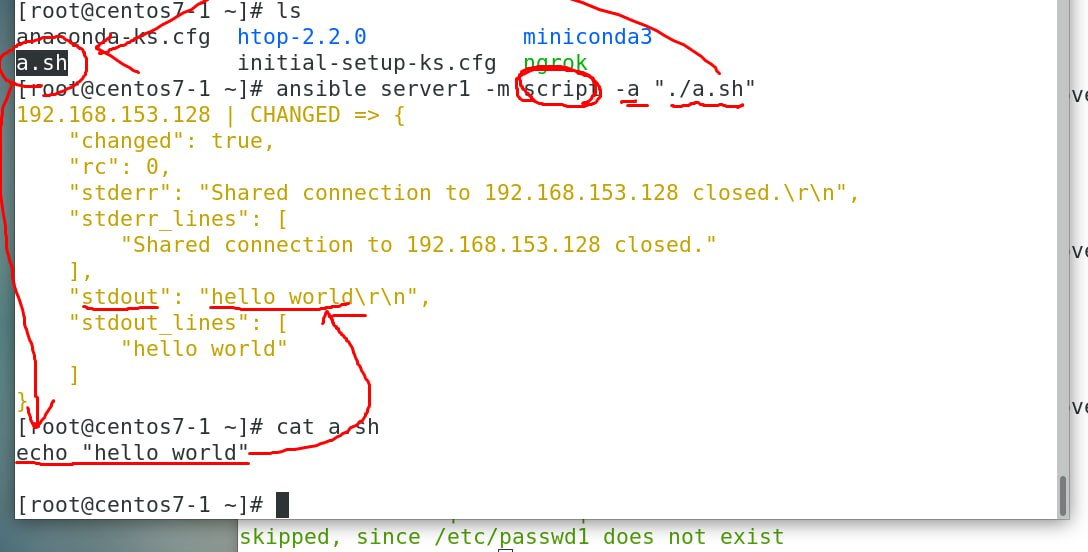 [root@centos7-1 ~]# ls
anaconda-ks.cfg  htop-2.2.0            miniconda3
a.sh             initial-setup-ks.cfg  ngrok
[root@centos7-1 ~]# ansible server1 -m script -a "./a.sh"
192.168.153.128 | CHANGED => {
    "changed": true,
    "rc": 0,
    "stderr": "Shared connection to 192.168.153.128 closed.\r\n",
    "stderr_lines": [
        "Shared connection to 192.168.153.128 closed."
    ],
    "stdout": "hello world\r\n",
    "stdout_lines": [
        "hello world"
    ]
}
[root@centos7-1 ~]# cat a.sh
echo "hello world"
[root@centos7-1 ~]#
skipped, since /etc/passwd1 does not exist